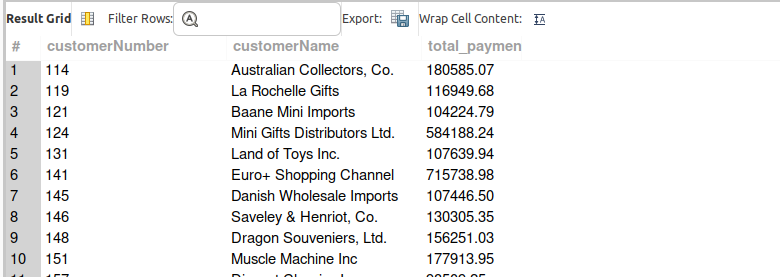 Result Grid Filter Rows: Export: Wrap Cell Content: IA
# customerNumber customerName total_paymen
1 114 Australian Collectors, Co. 180585.07
2 119 La Rochelle Gifts 116949.68
3 121 Baane Mini Imports 104224.79
4 124 Mini Gifts Distributors Ltd. 584188.24
5 131 Land of Toys Inc. 107639.94
6 141 Euro+ Shopping Channel 715738.98
7 145 Danish Wholesale Imports 107446.50
8 146 Saveley & Henriot, Co. 130305.35
9 148 Dragon Souveniers, Ltd. 156251.03
10 151 Muscle Machine Inc 177913.95